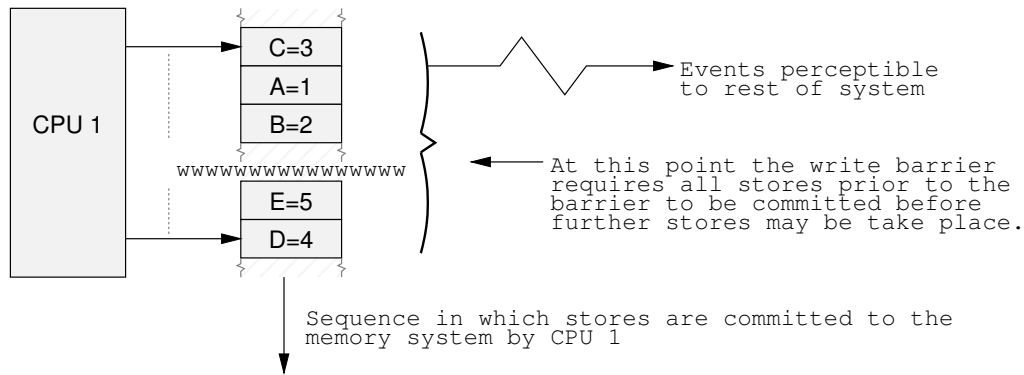 CPU 1
C=3
A=1
B=2
wwwwwwwwwwwwwwww
E=5
D=4
Events perceptible
to rest of system
At this point the write barrier
requires all stores prior to the
barrier to be committed before
further stores may be take place.
Sequence in which stores are committed to the
memory system by CPU 1